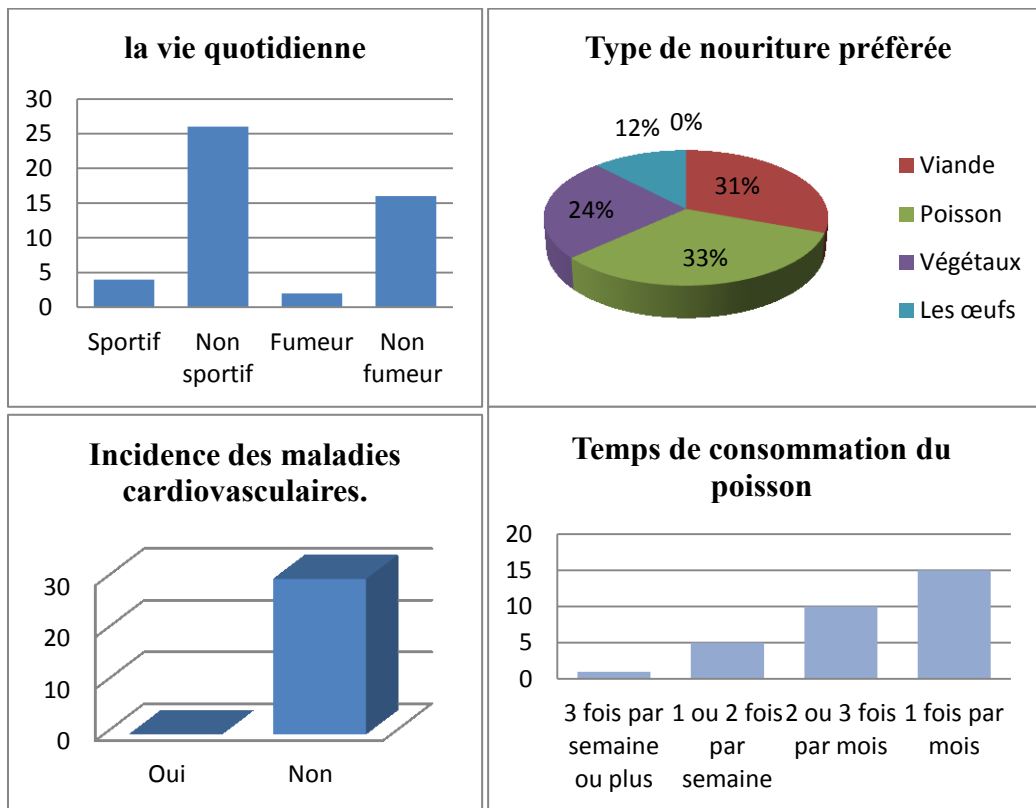 la vie quotidienne
30
25
20
15
10
5
0
Sportif
Non
sportif
Fumeur
Non
fumeur
Type de nouriture préfèrée
12%
0%
31%
24%
33%
Viande
Poisson
Végétaux
Les œufs
Incidence des maladies
cardiovasculaires.
30
20
10
0
Oui
Non
Temps de consommation du
poisson
20
15
10
5
0
3 fois par
semaine
ou plus
1 ou 2 fois
par
semaine
2 ou 3 fois
par mois
1 fois par
mois